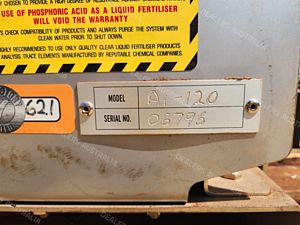 USE OF PHOSPHORIC ACID AS A LIQUID FERTILISER
WILL VOID THE WARRANTY
'S CHECK COMPATIBILITY OF PRODUCTS AND ALWAYS PURGE THE SYSTEM WITH
CLEAN WATER PRIOR TO SHUT DOWN.
HIGHLY RECOMMENDED TO USE ONLY QUALITY CLEAR LIQUID FERTILISER PRODUCTS
ANALYSIS TRACE ELEMENTS MANUFACTURED BY REPUTABLE CHEMICAL COMPANIES.
621
MODEL A1-120
SERIAL NO. 03795